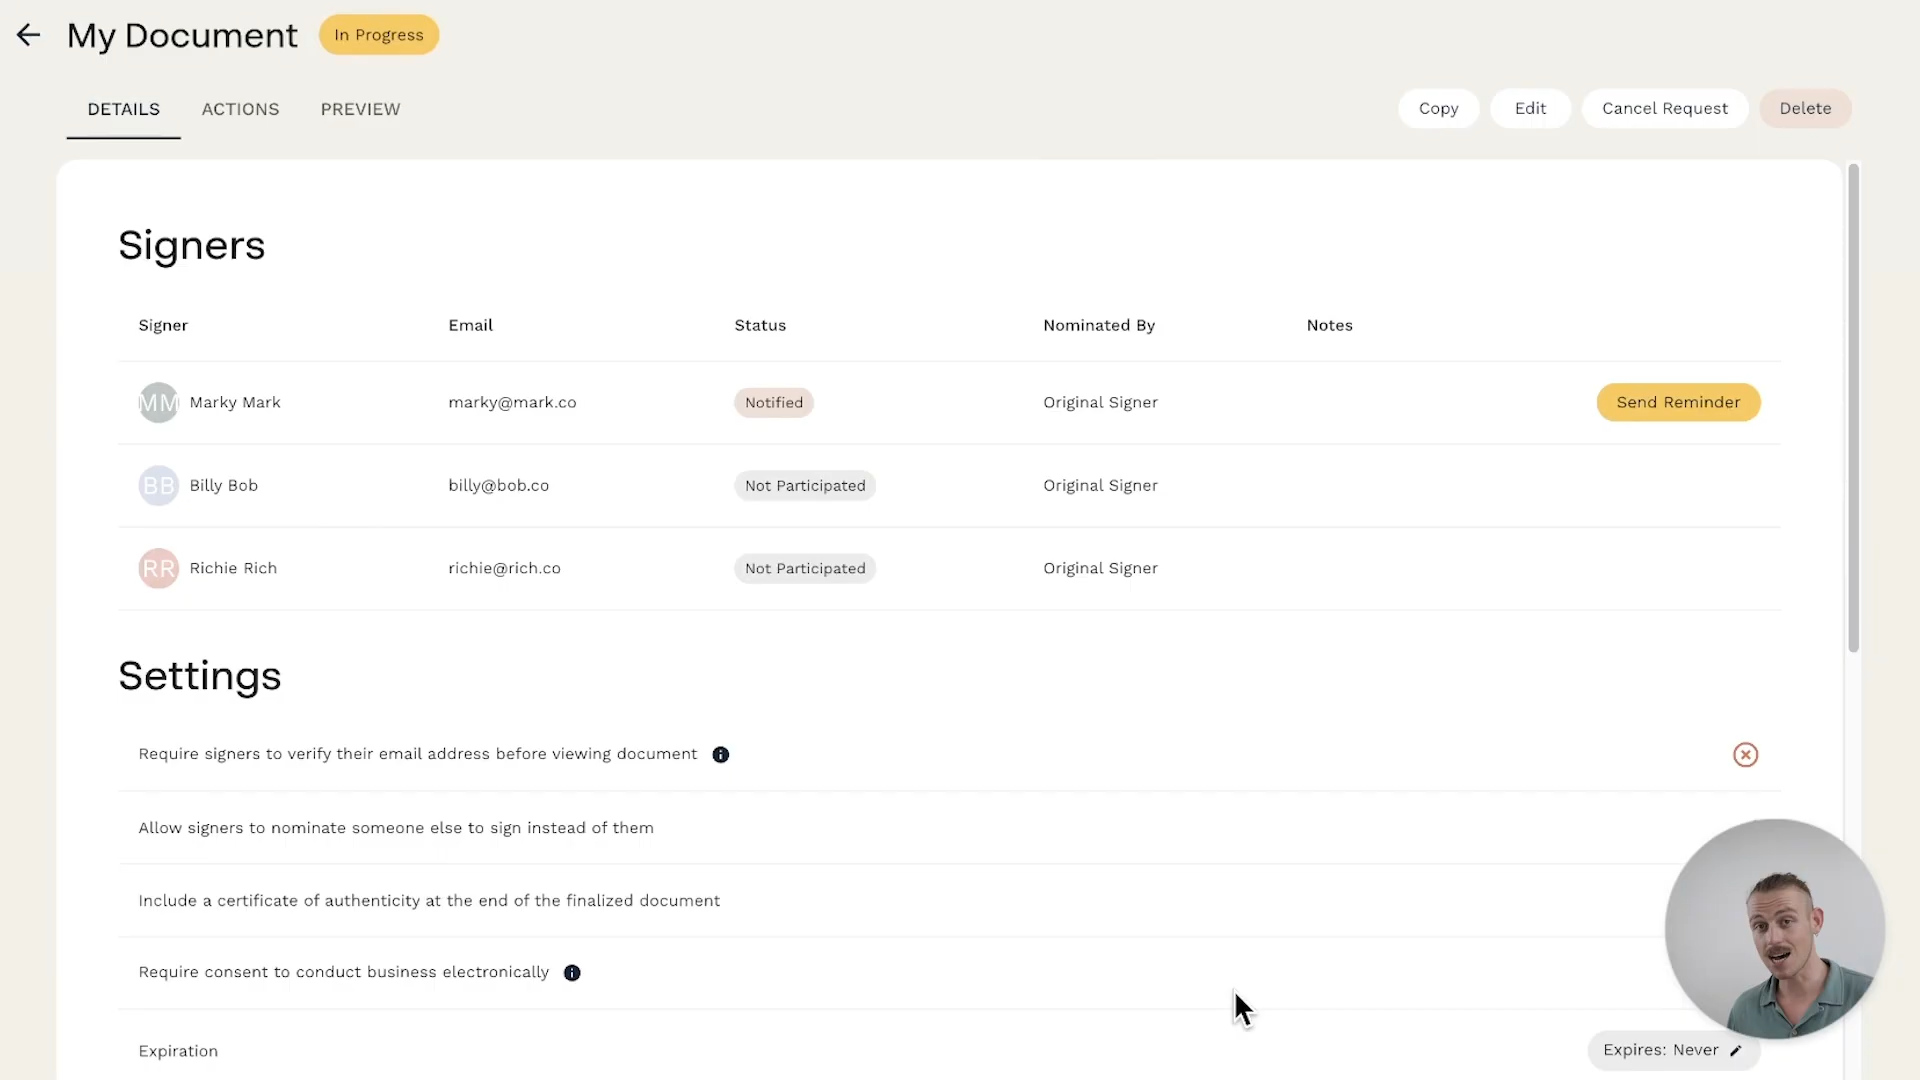 My Document In Progress
DETAILS ACTIONS PREVIEW Copy Edit Cancel Request Delete
Signers
Signer Email Status Nominated By Notes
MM Marky Mark marky@mark.co Notified Original Signer Send Reminder
BB Billy Bob billy@bob.co Not Participated Original Signer
RR Richie Rich richie@rich.co Not Participated Original Signer
Settings
Require signers to verify their email address before viewing document
Allow signers to nominate someone else to sign instead of them
Include a certificate of authenticity at the end of the finalized document
Require consent to conduct business electronically
Expiration Expires: Never